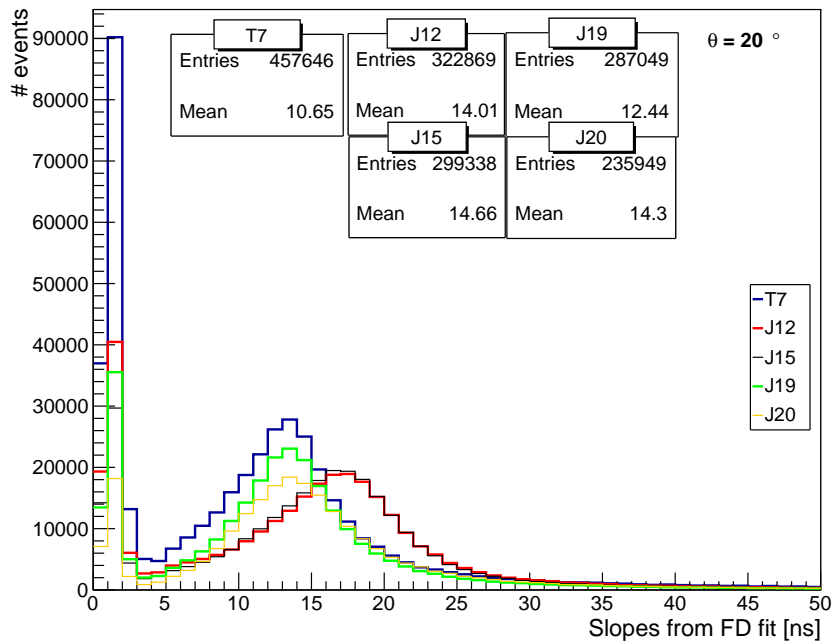 T7
Entries 457646
Mean 10.65
J12
Entries 322869
Mean 14.01
J19
Entries 287049
Mean 12.44
J15
Entries 299338
Mean 14.66
J20
Entries 235949
Mean 14.3
θ = 20 °
# events
90000
80000
70000
60000
50000
40000
30000
20000
10000
0
T7
J12
J15
J19
J20
0 5 10 15 20 25 30 35 40 45 50
Slopes from FD fit [ns]